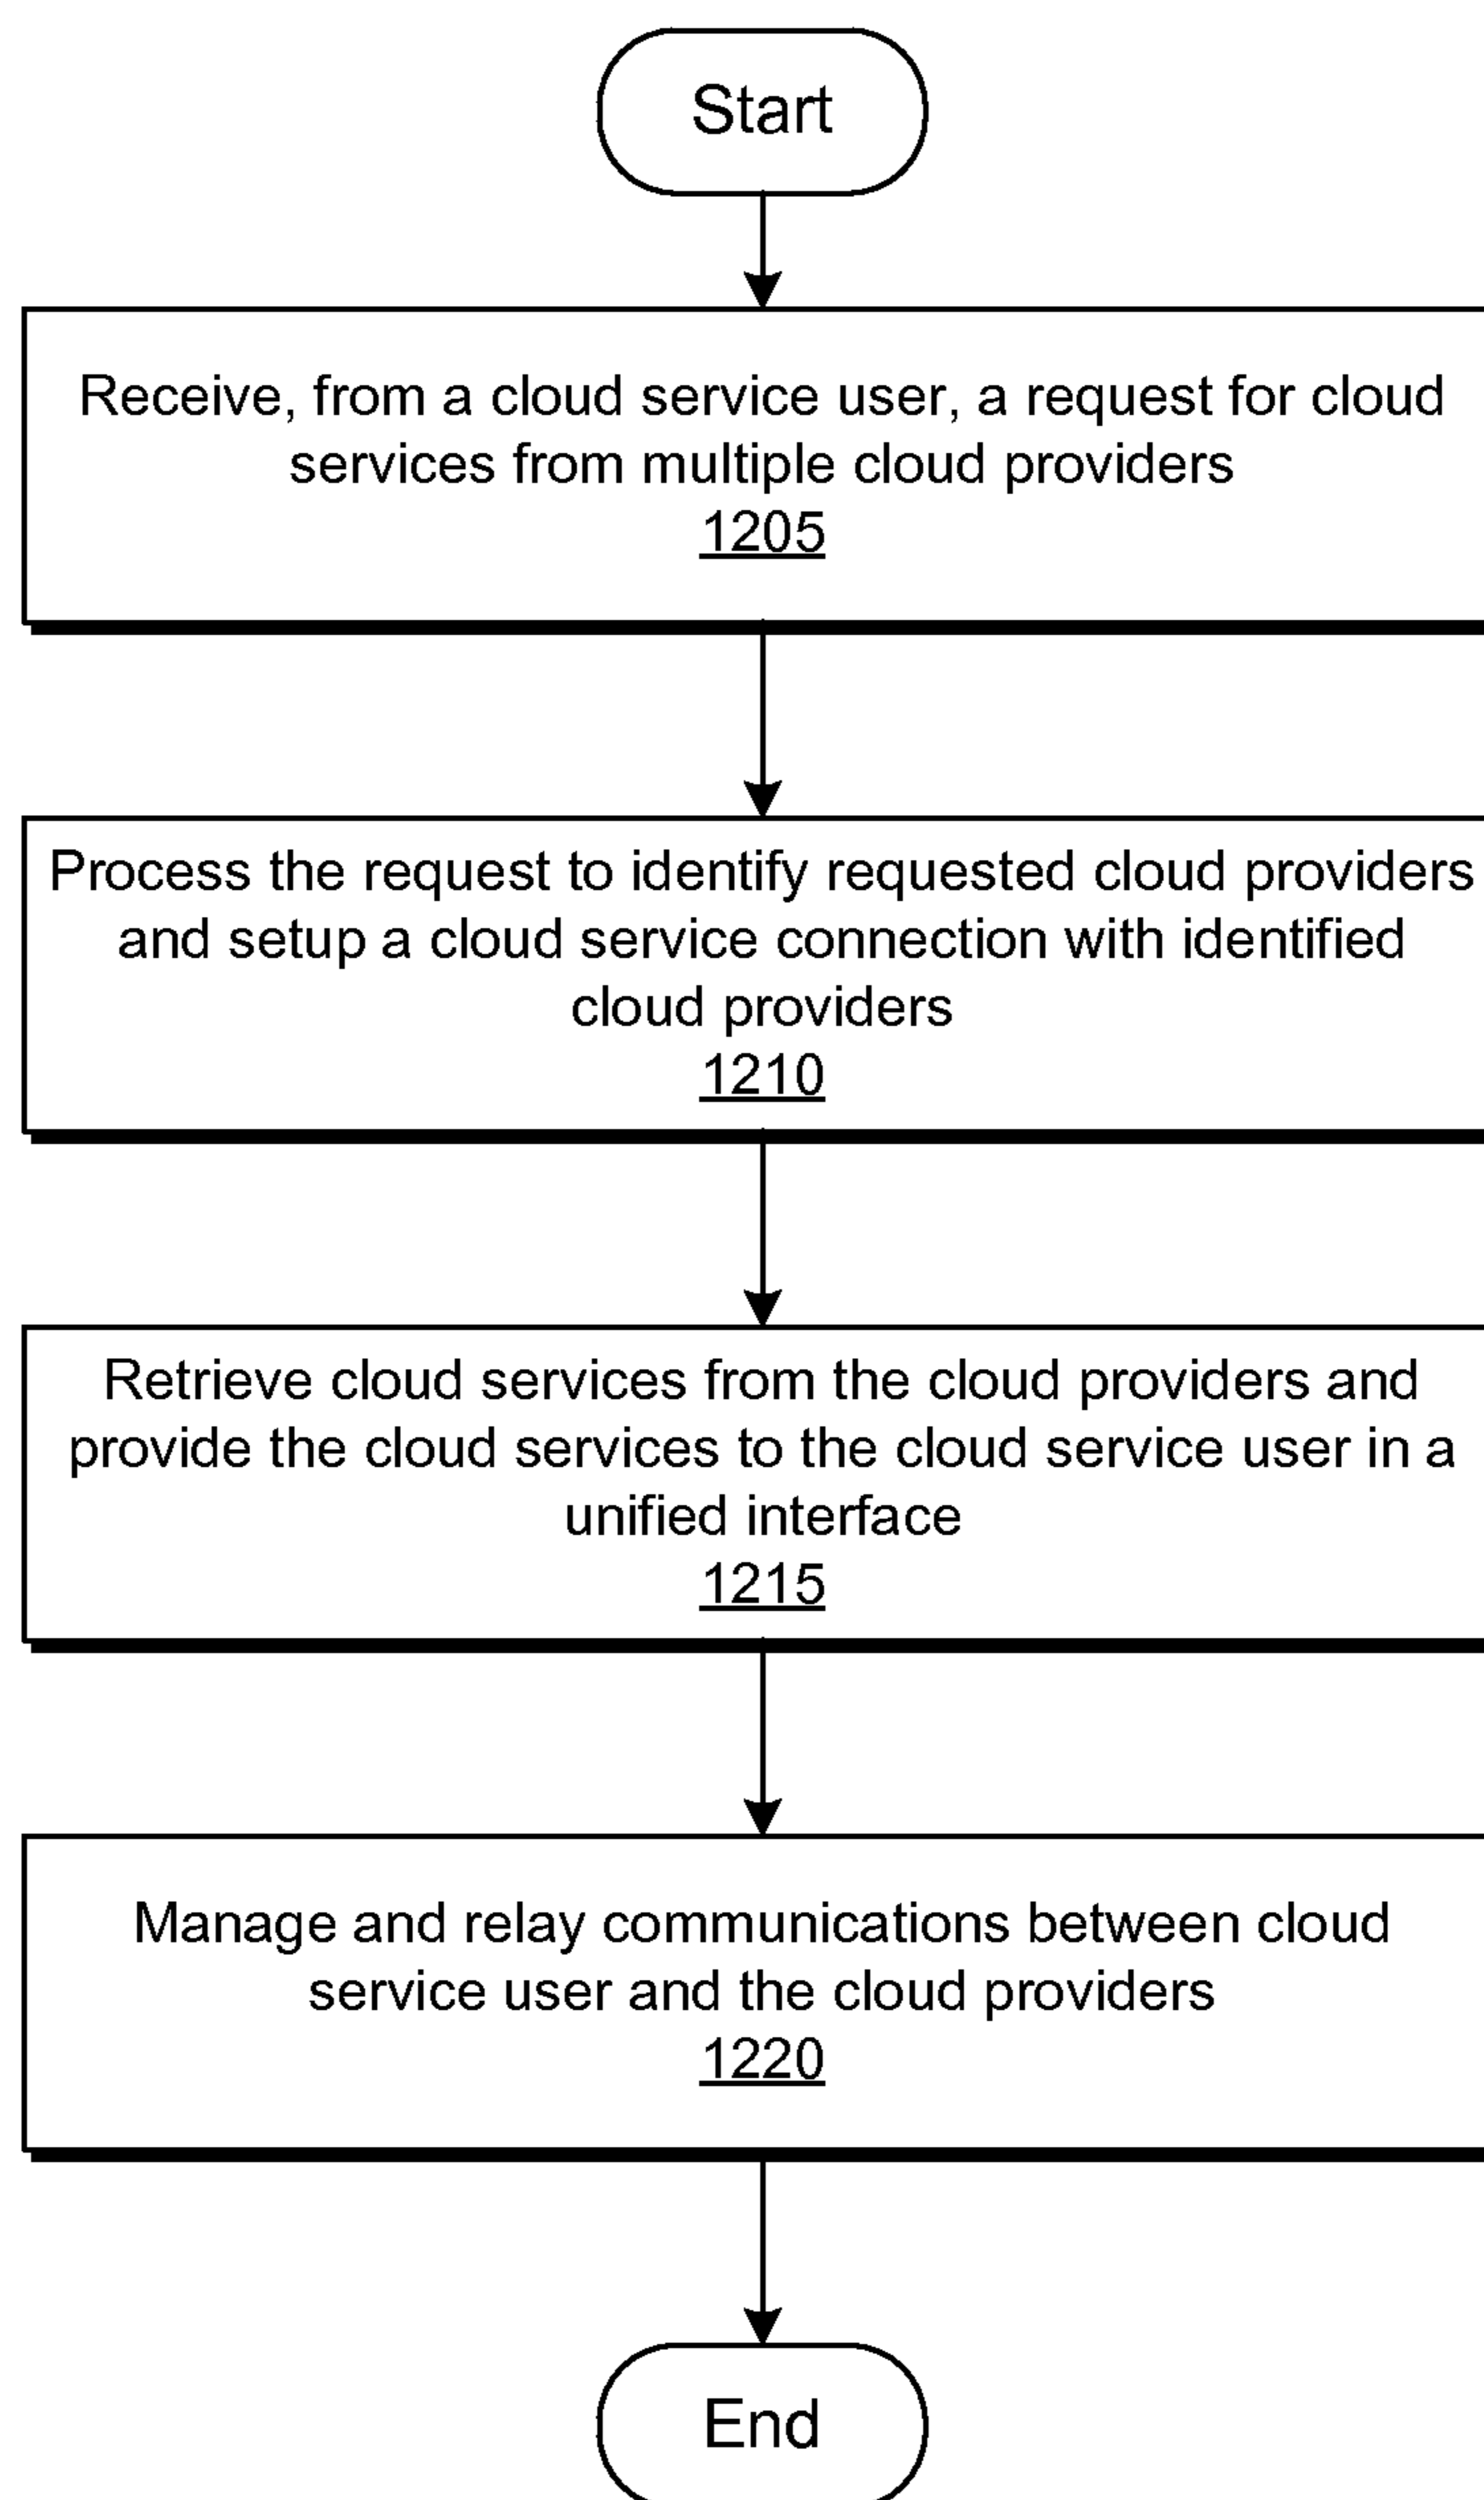 Start
Receive, from a cloud service user, a request for cloud
services from multiple cloud providers
1205
Process the request to identify requested cloud providers
and setup a cloud service connection with identified
cloud providers
1210
Retrieve cloud services from the cloud providers and
provide the cloud services to the cloud service user in a
unified interface
1215
Manage and relay communications between cloud
service user and the cloud providers
1220
End